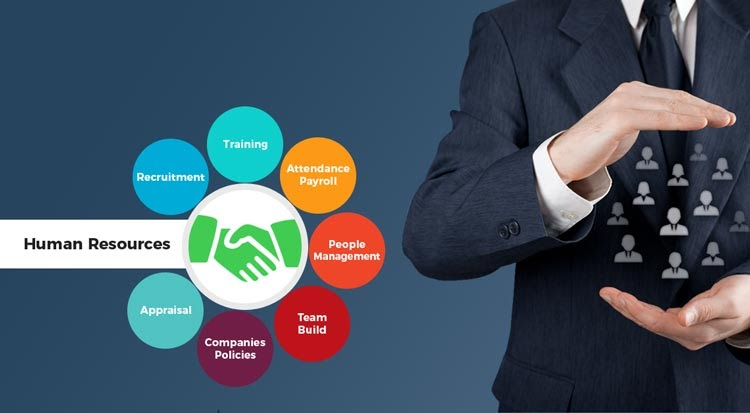 Training
Recruitment
Attendance
Payroll
Human Resources
People
Management
Appraisal
Team
Build
Companies
Policies